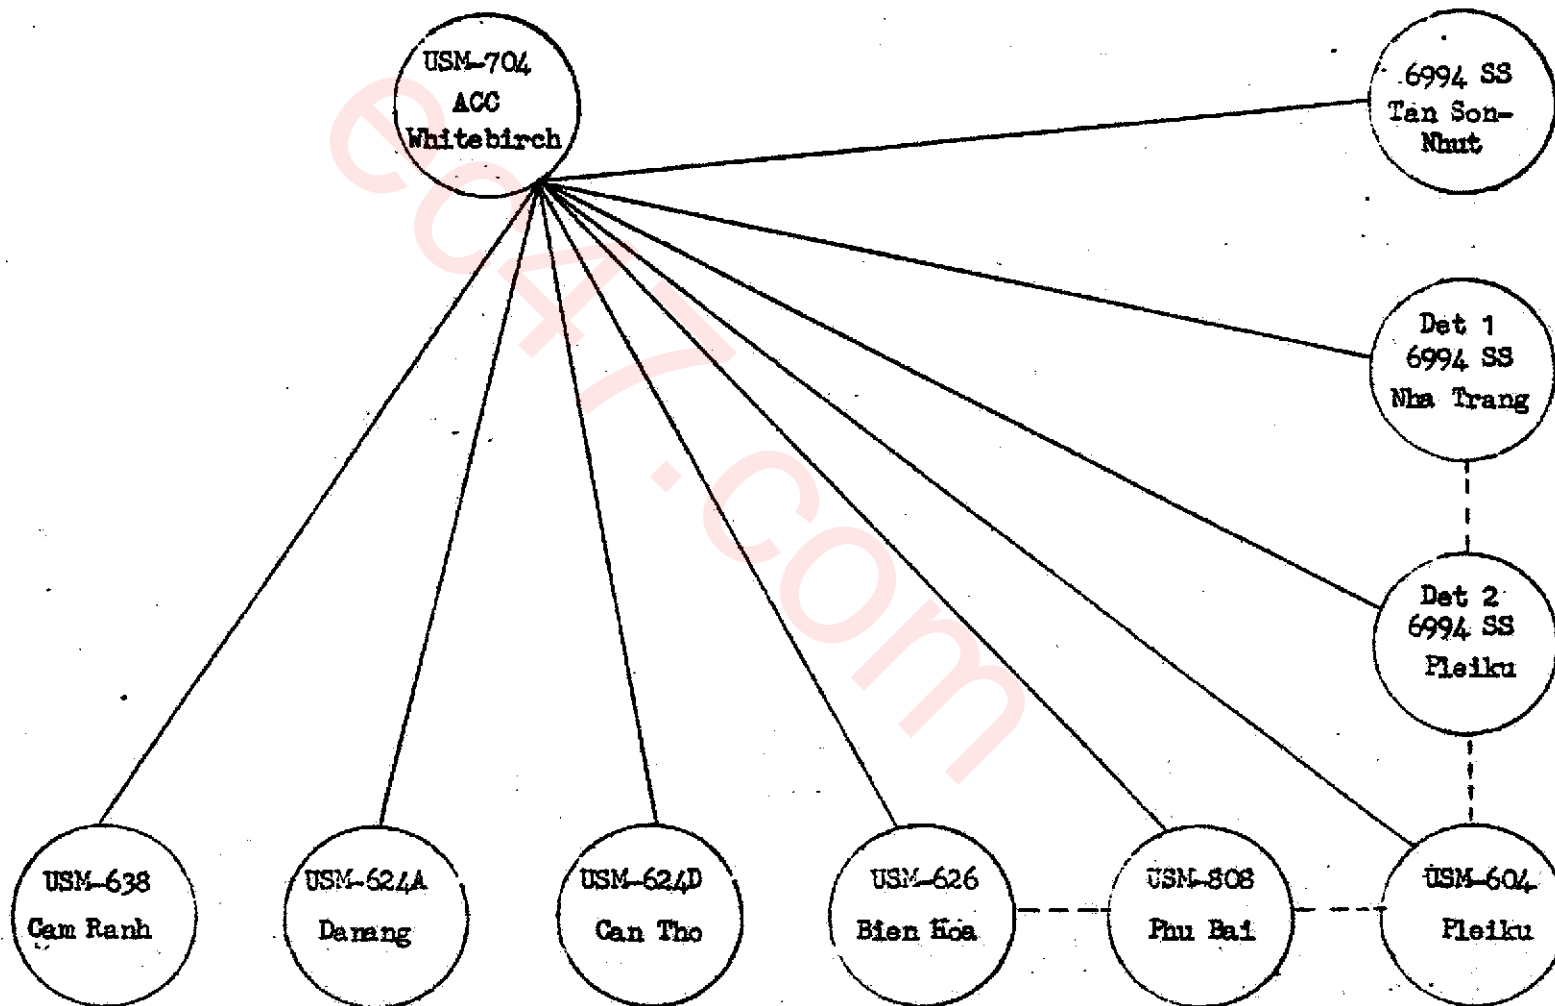 USM-704
ACC
Whitebirch
6994 SS
Tan Son-
Nhut
Det 1
6994 SS
Nha Trang
Det 2
6994 SS
Pleiku
USM-638
Cam Ranh
USM-624A
Danang
USM-624D
Can Tho
USM-626
Bien Hoa
USM-808
Phu Bai
USM-604
Pleiku
ec47.com